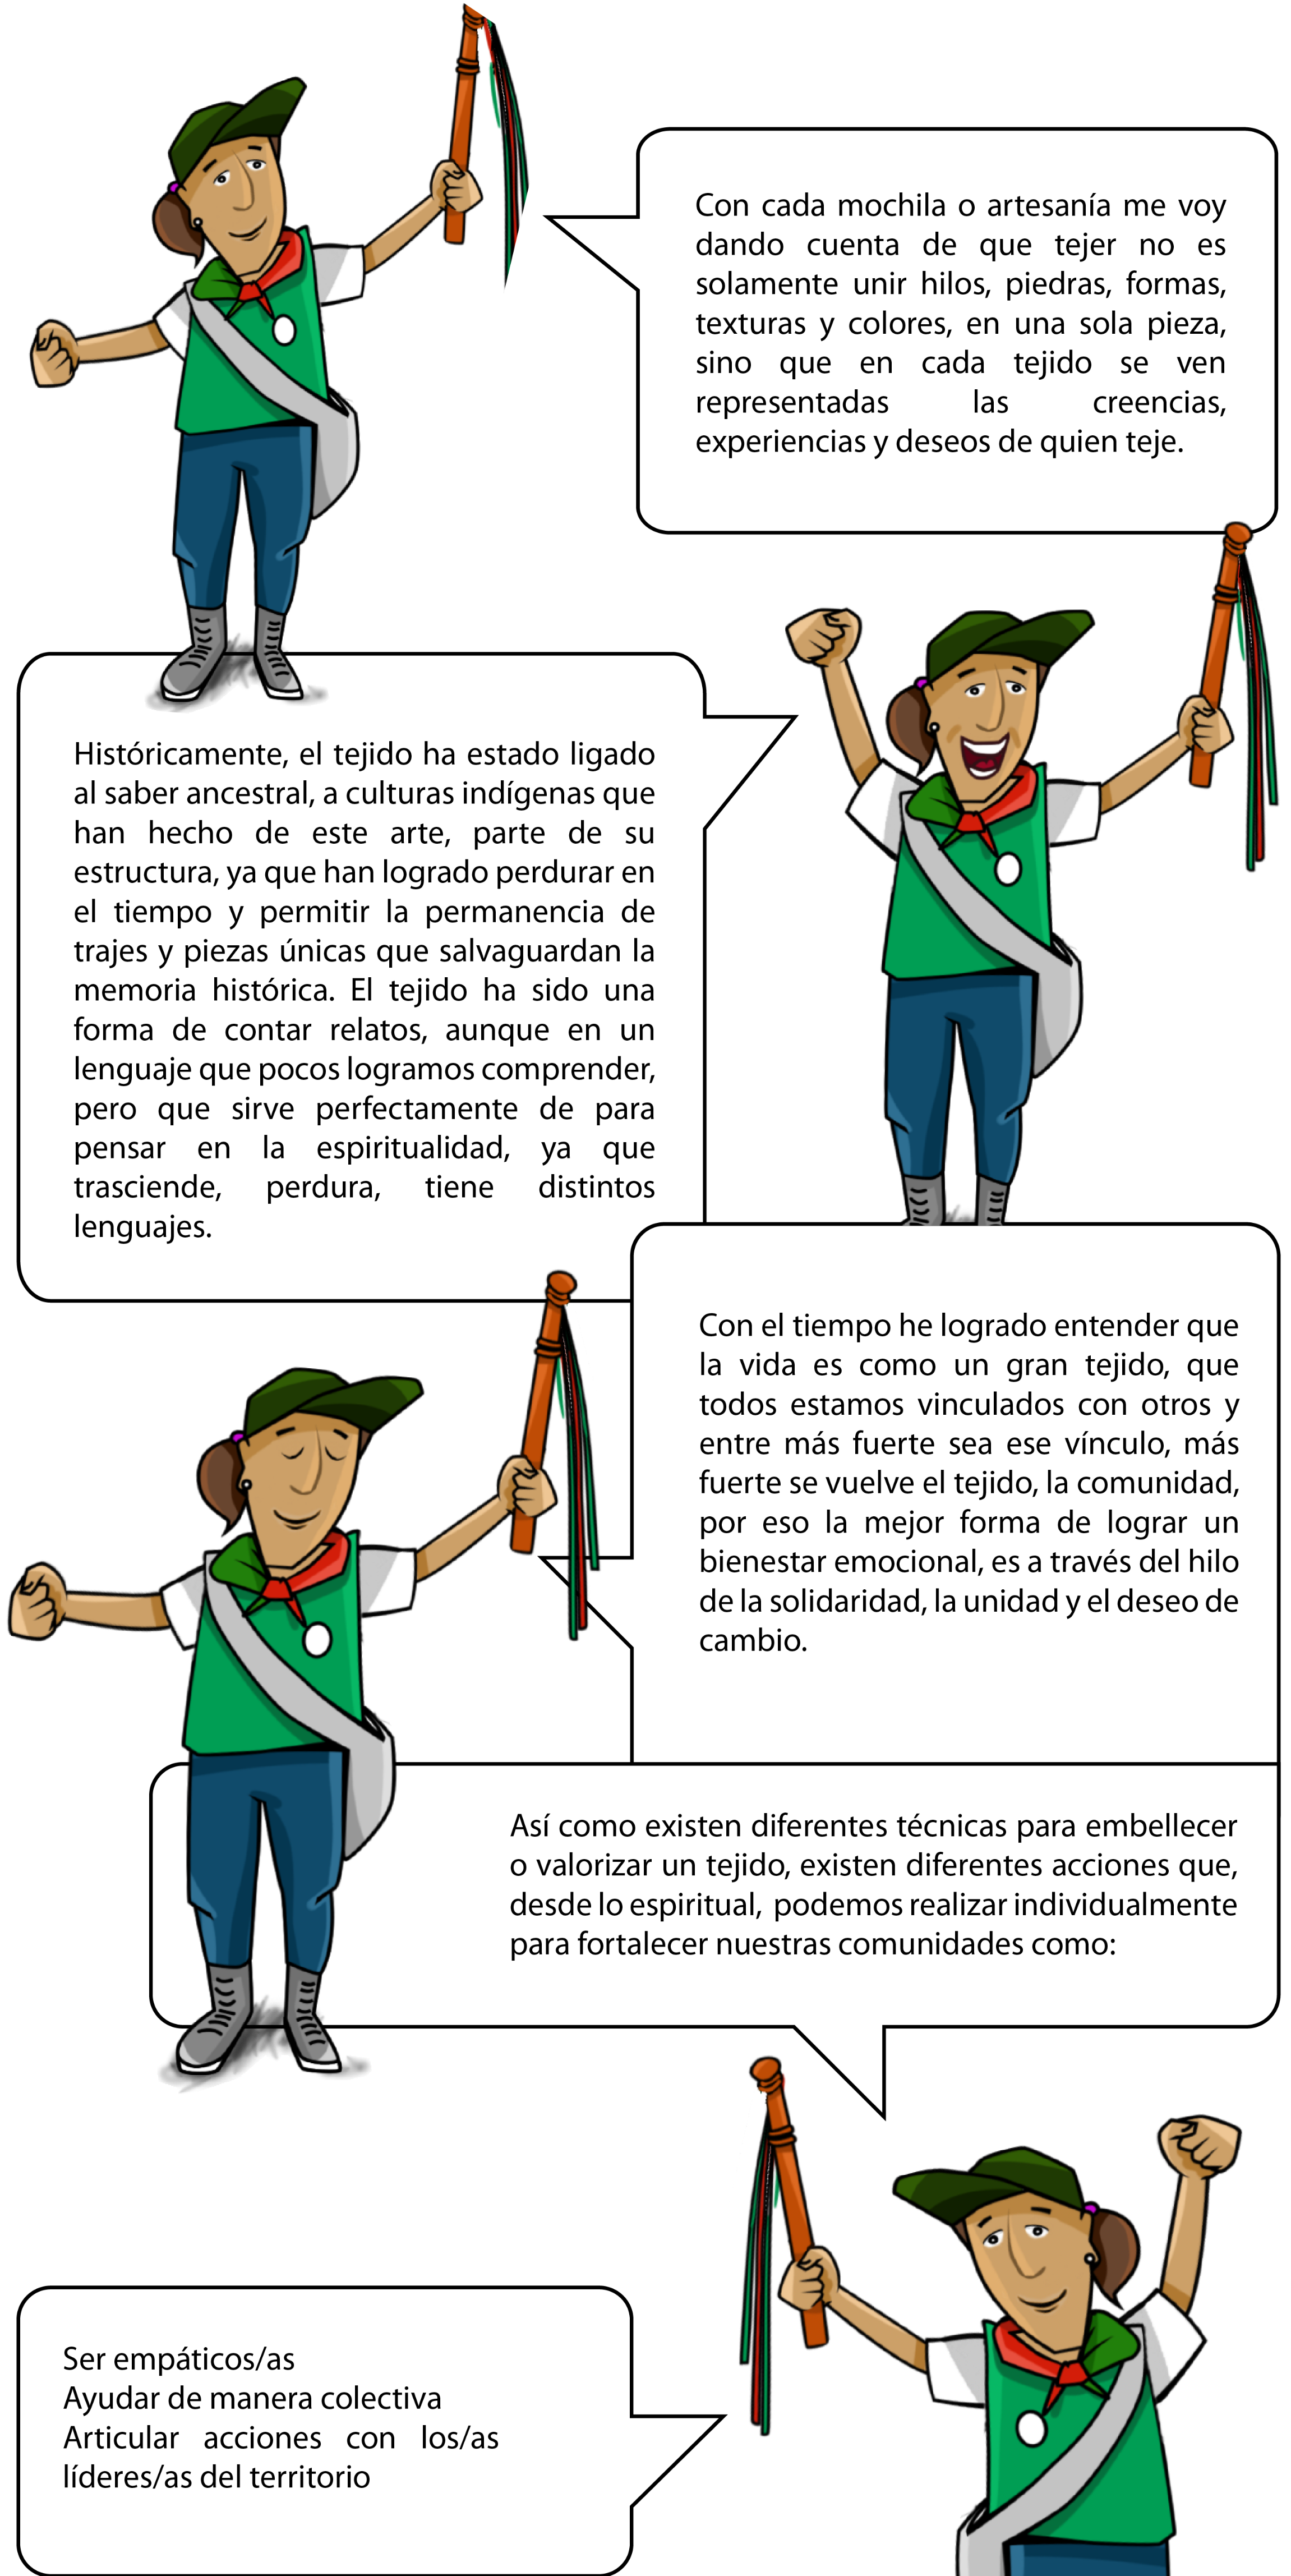 Con cada mochila o artesanía me voy
dando cuenta de que tejer no es
solamente unir hilos, piedras, formas,
texturas y colores, en una sola pieza,
sino que en cada tejido se ven
representadas las creencias,
experiencias y deseos de quien teje.
Históricamente, el tejido ha estado ligado
al saber ancestral, a culturas indígenas que
han hecho de este arte, parte de su
estructura, ya que han logrado perdurar en
el tiempo y permitir la permanencia de
trajes y piezas únicas que salvaguardan la
memoria histórica. El tejido ha sido una
forma de contar relatos, aunque en un
lenguaje que pocos logramos comprender,
pero que sirve perfectamente de para
pensar en la espiritualidad, ya que
trasciende, perdura, tiene distintos
lenguajes.
Con el tiempo he logrado entender que
la vida es como un gran tejido, que
todos estamos vinculados con otros y
entre más fuerte sea ese vínculo, más
fuerte se vuelve el tejido, la comunidad,
por eso la mejor forma de lograr un
bienestar emocional, es a través del hilo
de la solidaridad, la unidad y el deseo de
cambio.
Así como existen diferentes técnicas para embellecer
o valorizar un tejido, existen diferentes acciones que,
desde lo espiritual, podemos realizar individualmente
para fortalecer nuestras comunidades como:
Ser empáticos/as
Ayudar de manera colectiva
Articular acciones con los/as
líderes/as del territorio